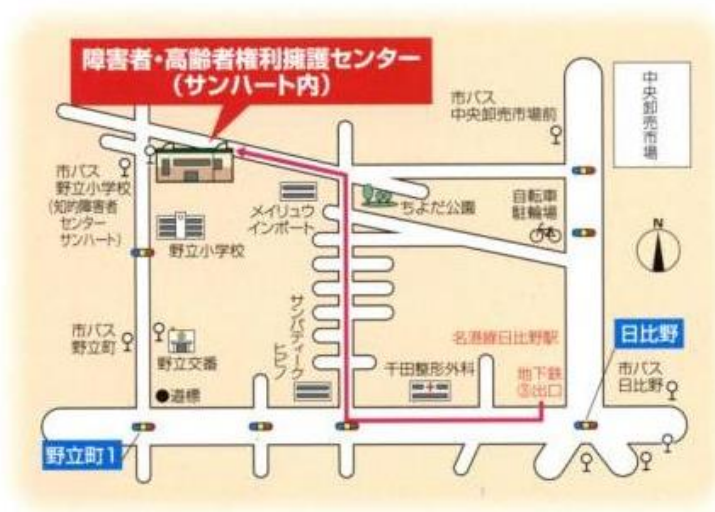 障害者・高齢者権利擁護センター
(サンハート内)
市バス
中央卸売市場前
中央卸売市場
市バス
野立小学校
(知的障害者
センター
サンハート)
メイリュウ
インポート
ちよだ公園
自転車
駐輪場
N
野立小学校
サンパティーク
ヒビノ
市バス
野立町
野立交番
名港線日比野駅
日比野
千田整形外科
地下鉄
③出口
市バス
日比野
●道標
野立町1